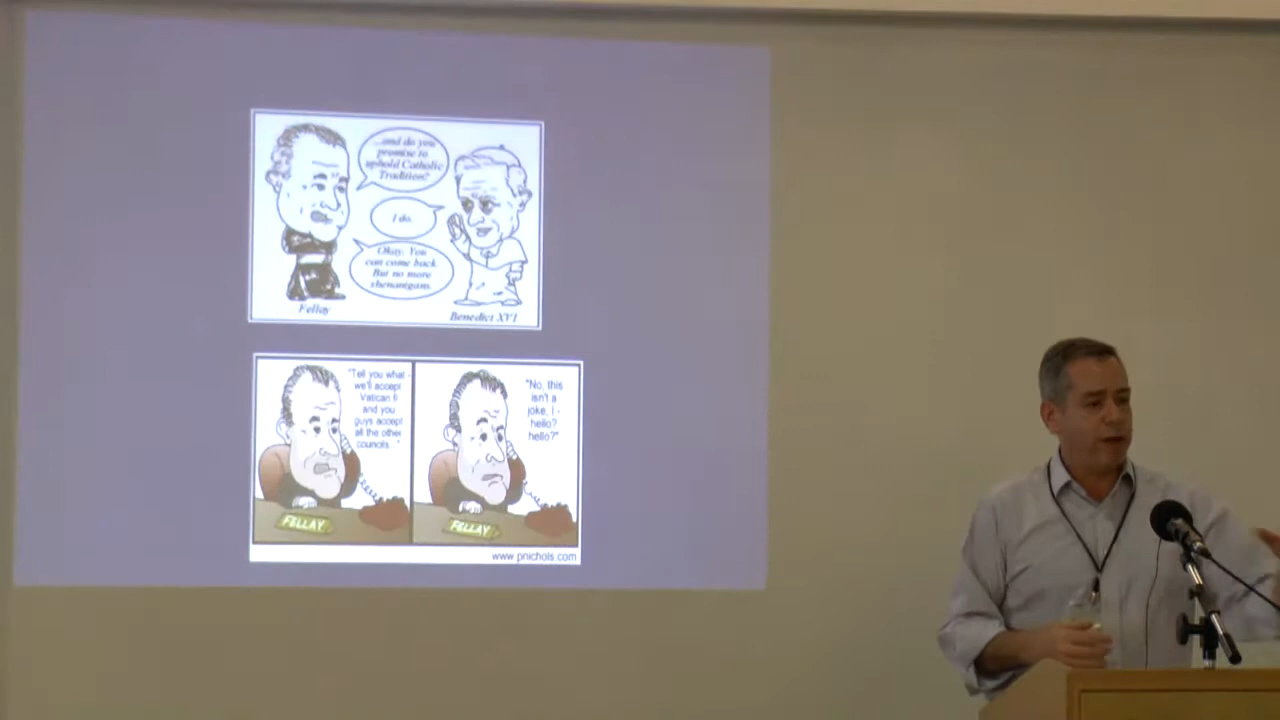 ...and do you
promise to
uphold Catholic
Tradition?
I do.
Okay. You
can come back.
But no more
shenanigans.
Fellay
Benedict XVI
"Tell you what -
we'll accept
Vatican II
and you
guys accept
all the other
councils."
FELLAY
"No, this
isn't a
joke, I -
hello?
hello?"
FELLAY
www.pnichols.com